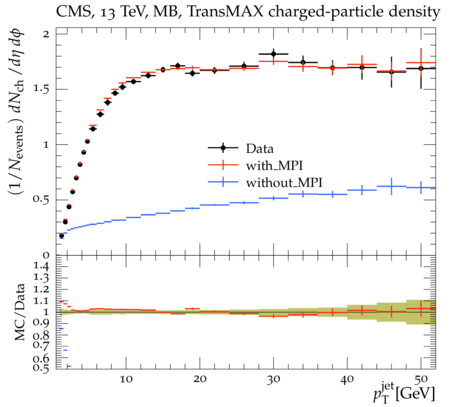 CMS, 13 TeV, MB, TransMAX charged-particle density
(1/N_events) dN_ch/dη dϕ
2
1.5
1
0.5
0
Data
with_MPI
without_MPI
MC/Data
1.4
1.3
1.2
1.1
1
0.9
0.8
0.7
0.6
0.5
10 20 30 40 50
p_T^jet [GeV]